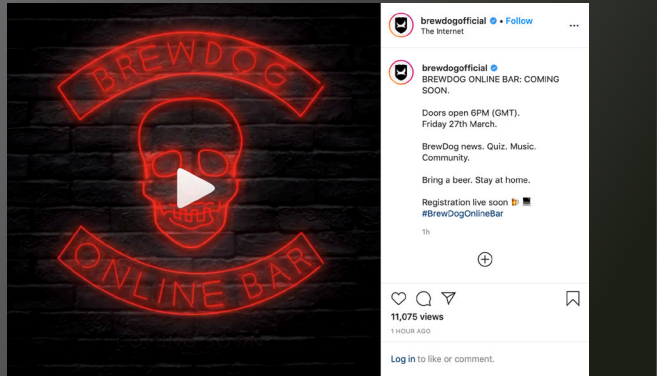 BREWDOG
ONLINE BAR
brewdogofficial • Follow
The Internet
brewdogofficial
BREWDOG ONLINE BAR: COMING
SOON.
Doors open 6PM (GMT).
Friday 27th March.
BrewDog news. Quiz. Music.
Community.
Bring a beer. Stay at home.
Registration live soon 🍺 💻
#BrewDogOnlineBar
1h
11,075 views
1 HOUR AGO
Log in to like or comment.